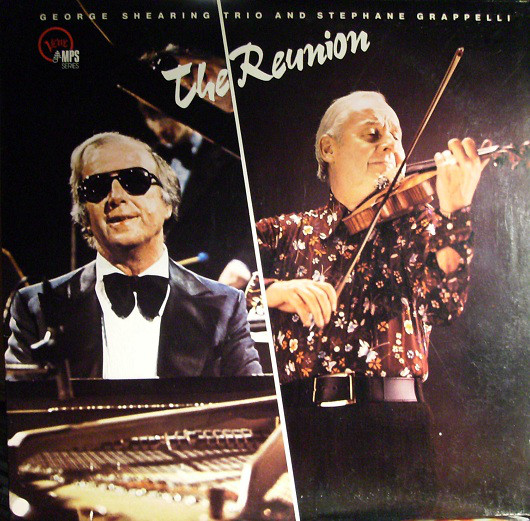 GEORGE SHEARING TRIO AND STEPHANE GRAPPELLI
The Reunion
Verve
MPS
SERIES